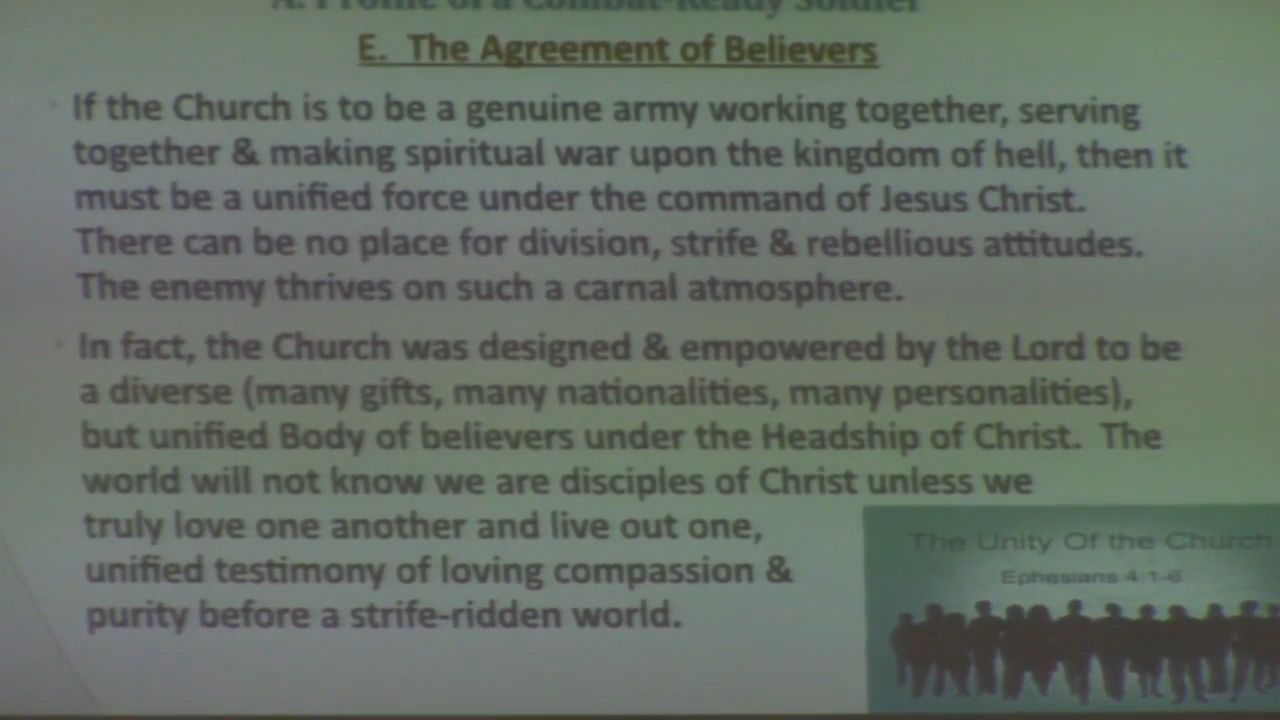 A. Profile of a Combat-Ready Soldier
E. The Agreement of Believers
If the Church is to be a genuine army working together, serving
together & making spiritual war upon the kingdom of hell, then it
must be a unified force under the command of Jesus Christ.
There can be no place for division, strife & rebellious attitudes.
The enemy thrives on such a carnal atmosphere.
In fact, the Church was designed & empowered by the Lord to be
a diverse (many gifts, many nationalities, many personalities),
but unified Body of believers under the Headship of Christ. The
world will not know we are disciples of Christ unless we
truly love one another and live out one,
unified testimony of loving compassion &
purity before a strife-ridden world.
The Unity Of the Church
Ephesians 4:1-6